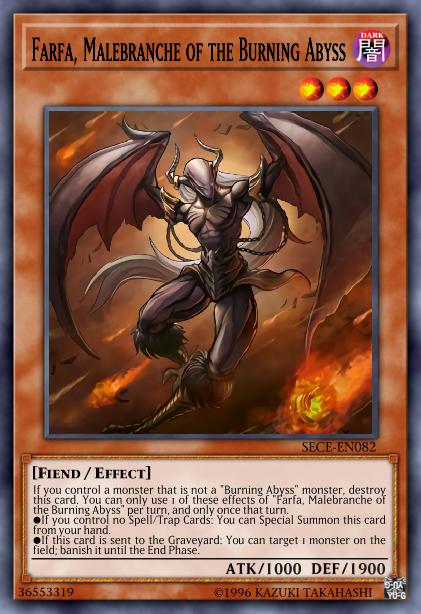 Farfa, Malebranche of the Burning Abyss
DARK
闇
SECE-EN082
[Fiend / Effect]
If you control a monster that is not a "Burning Abyss" monster, destroy
this card. You can only use 1 of these effects of "Farfa, Malebranche of
the Burning Abyss" per turn, and only once that turn.
●If you control no Spell/Trap Cards: You can Special Summon this card
from your hand.
●If this card is sent to the Graveyard: You can target 1 monster on the
field; banish it until the End Phase.
ATK/1000 DEF/1900
36553319
©1996 KAZUKI TAKAHASHI